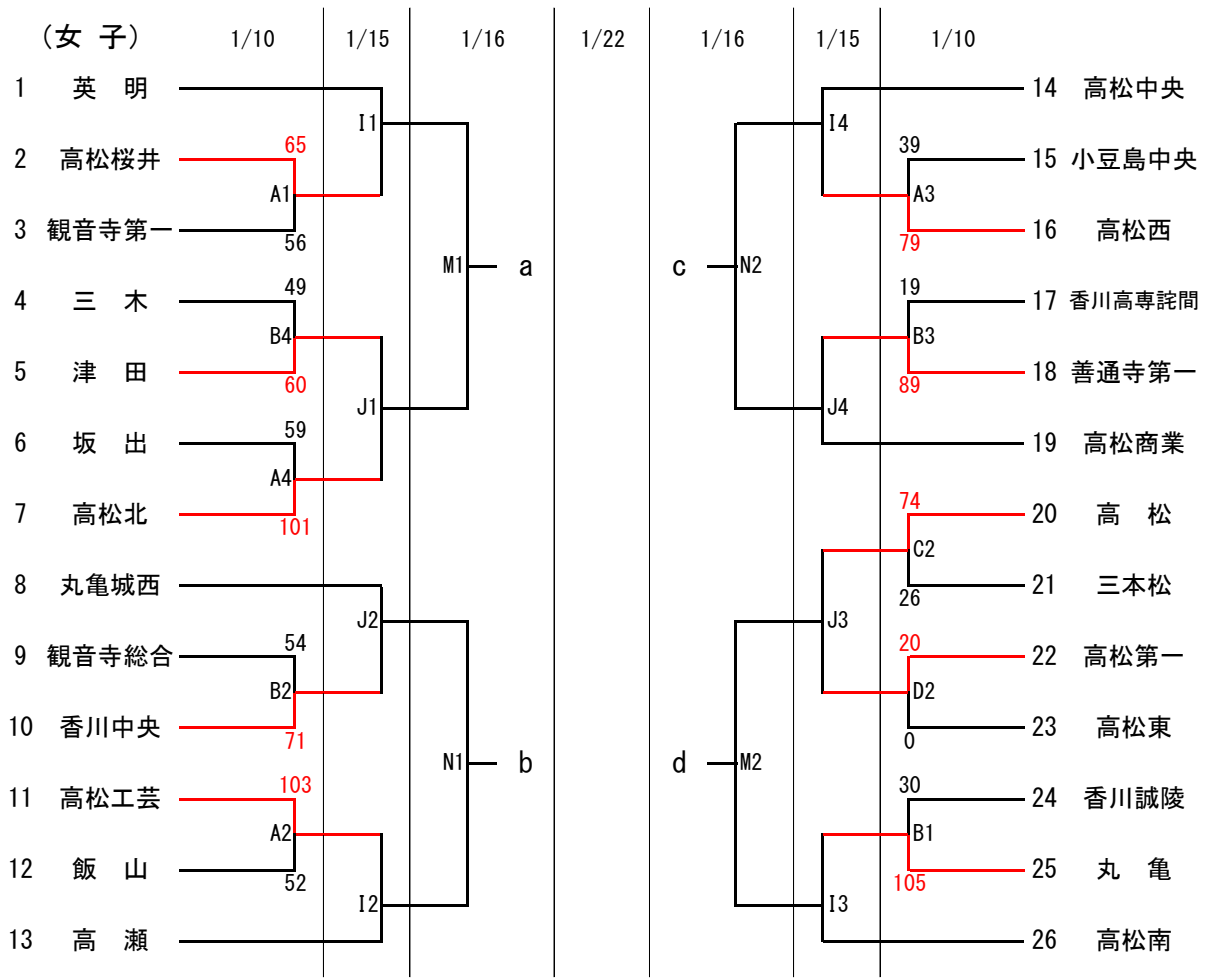 （女 子） 1/10 1/15 1/16 1/22 1/16 1/15 1/10
1 英 明 14 高松中央
I1 I4
2 高松桜井 65 39 15 小豆島中央
A1 A3
3 観音寺第一 56 79 16 高松西
M1 a c N2
4 三 木 49 19 17 香川高専詫間
B4 B3
5 津 田 60 89 18 善通寺第一
J1 J4
6 坂 出 59 19 高松商業
A4
7 高松北 101 74 20 高 松
C2
8 丸亀城西 26 21 三本松
J2 J3
9 観音寺総合 54 20 22 高松第一
B2 D2
10 香川中央 71 0 23 高松東
N1 b d M2
11 高松工芸 103 30 24 香川誠陵
A2 B1
12 飯 山 52 105 25 丸 亀
I2 I3
13 高 瀬 26 高松南